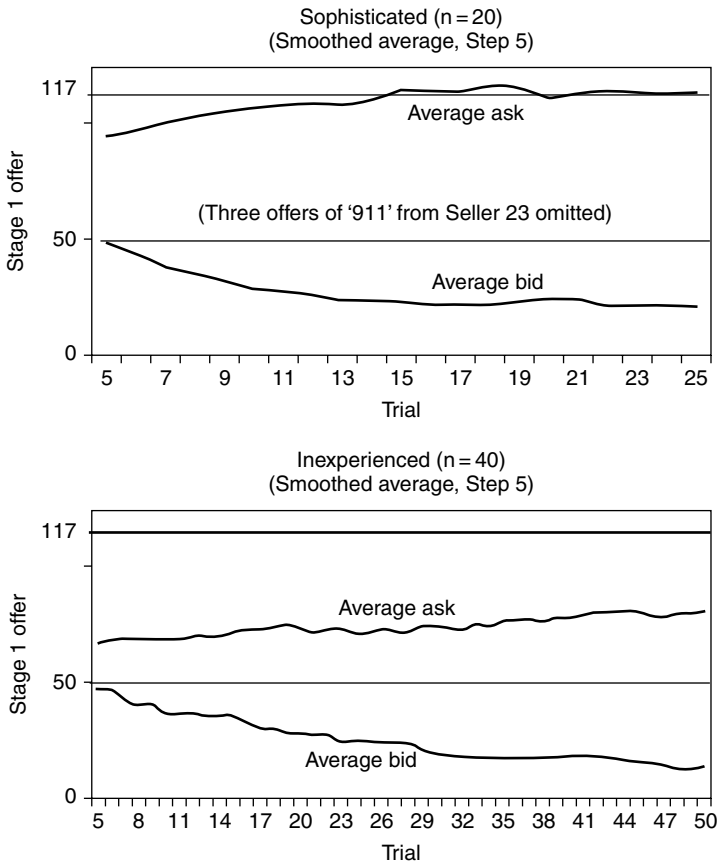 Sophisticated (n = 20)
(Smoothed average, Step 5)
117
Average ask
Stage 1 offer
(Three offers of '911' from Seller 23 omitted)
50
Average bid
0
5 7 9 11 13 15 17 19 21 23 25
Trial
Inexperienced (n = 40)
(Smoothed average, Step 5)
117
Average ask
Stage 1 offer
50
Average bid
0
5 8 11 14 17 20 23 26 29 32 35 38 41 44 47 50
Trial